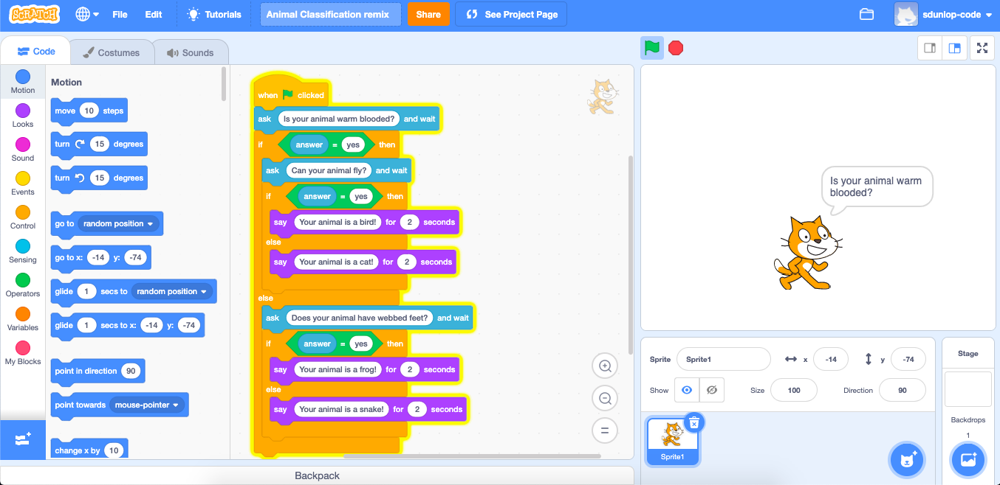 SCRATCH
File
Edit
Tutorials
Animal Classification remix
Share
See Project Page
sdunlop-code
Code
Costumes
Sounds
Motion
Looks
Sound
Events
Control
Sensing
Operators
Variables
My Blocks
Motion
move 10 steps
turn 15 degrees
turn 15 degrees
go to random position
go to x: -14 y: -74
glide 1 secs to random position
glide 1 secs to x: -14 y: -74
point in direction 90
point towards mouse-pointer
change x by 10
when clicked
ask Is your animal warm blooded? and wait
if answer = yes then
ask Can your animal fly? and wait
if answer = yes then
say Your animal is a bird! for 2 seconds
else
say Your animal is a cat! for 2 seconds
else
ask Does your animal have webbed feet? and wait
if answer = yes then
say Your animal is a frog! for 2 seconds
else
say Your animal is a snake! for 2 seconds
Backpack
Is your animal warm
blooded?
Sprite Sprite1 x -14 y -74
Show Size 100 Direction 90
Sprite1
Stage
Backdrops
1